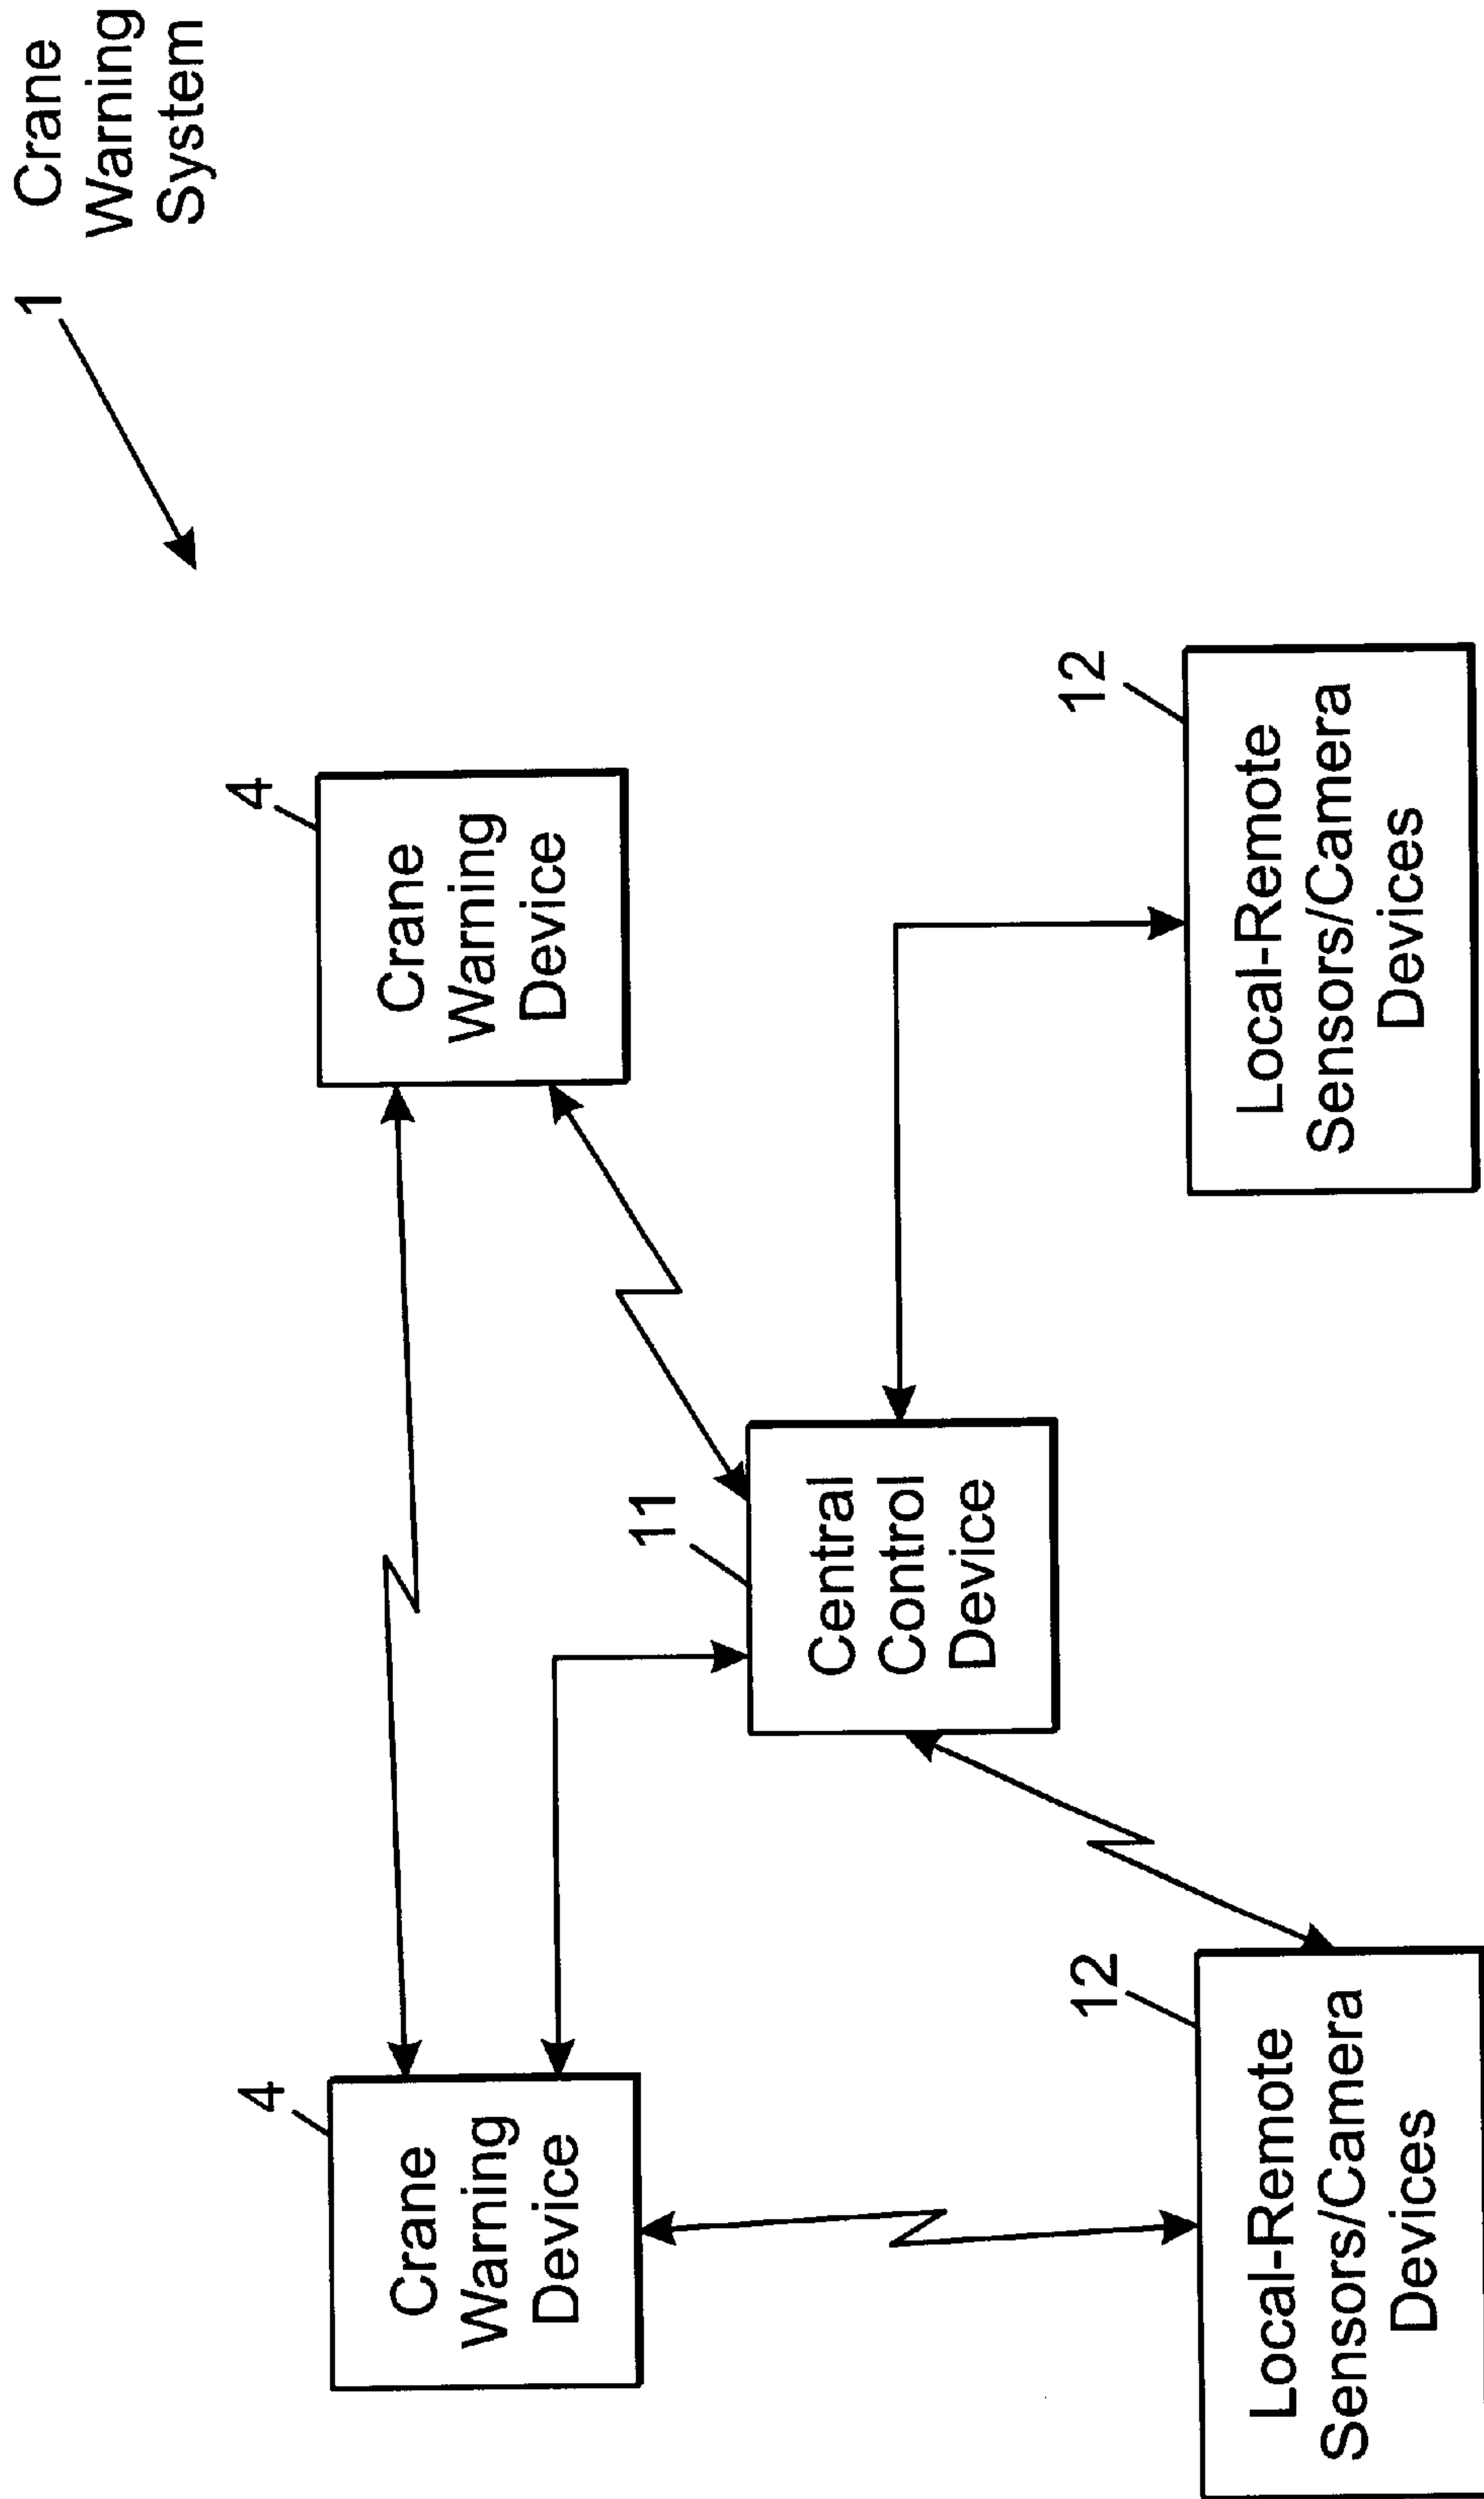 1
Crane
Warning
System
4
Crane
Warning
Device
4
Crane
Warning
Device
11
Central
Control
Device
12
Local-Remote
Sensors/Camera
Devices
12
Local-Remote
Sensors/Camera
Devices